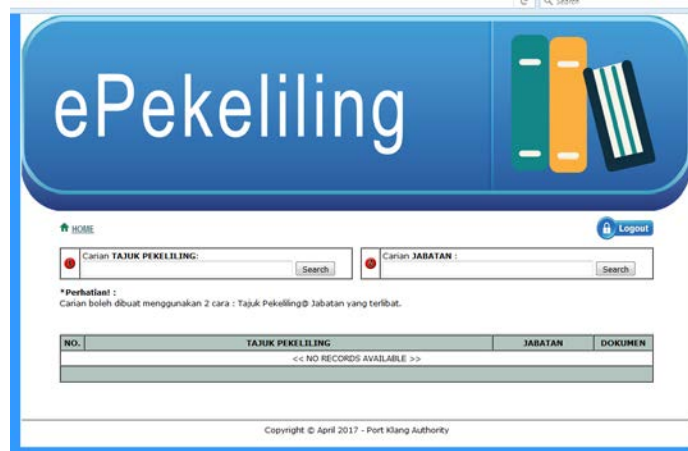 Search
ePekeliling
HOME
Logout
Carian TAJUK PEKELILING:
Search
Carian JABATAN :
Search
*Perhatian! :
Carian boleh dibuat menggunakan 2 cara : Tajuk Pekeliling@ Jabatan yang terlibat.
NO. TAJUK PEKELILING JABATAN DOKUMEN
<< NO RECORDS AVAILABLE >>
Copyright © April 2017 - Port Klang Authority